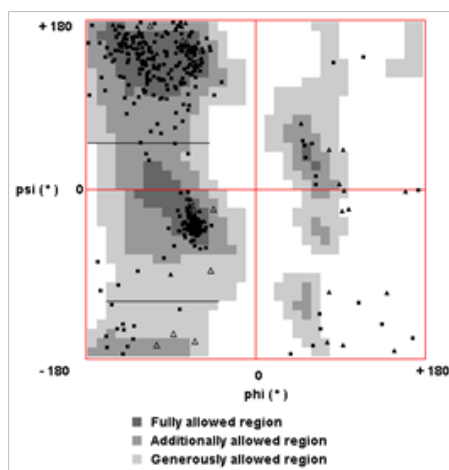 +180
psi (°)
0
-180
0
+180
phi (°)
Fully allowed region
Additionally allowed region
Generously allowed region